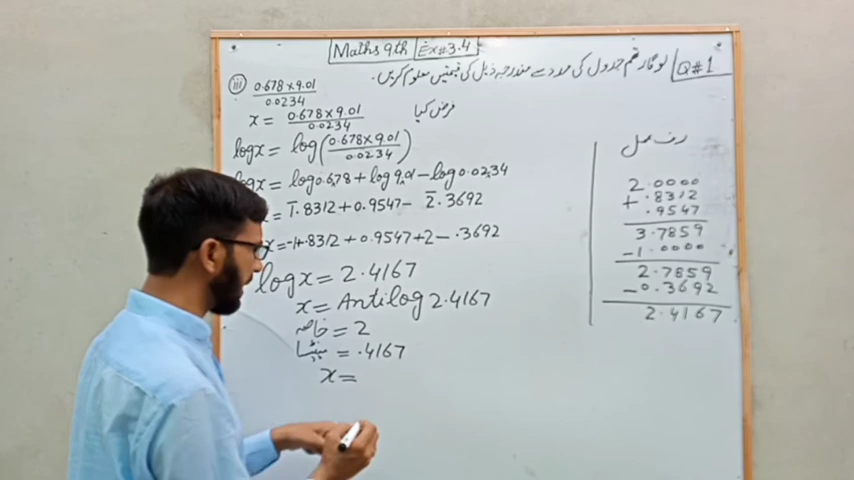 Maths 9th Ex#3.4
Q#1 لوگارتھم جدول کی مدد سے مندرجہ ذیل کی قیمتیں معلوم کریں۔
iii (0.678×9.01)/0.0234
x = (0.678×9.01)/0.0234 فرض کیا
logx = log((0.678×9.01)/0.0234)
logx = log0.678 + log9.01 − log0.0234
= 1̅.8312 + 0.9547 − 2̅.3692
x = -1+.8312 + 0.9547 + 2 − .3692
logx = 2.4167
x = Antilog 2.4167
خاصہ = 2
مینٹسا = .4167
x =
رف عمل
2.0000
+ .8312
.9547
3.7859
−1.0000
2.7859
−0.3692
2.4167